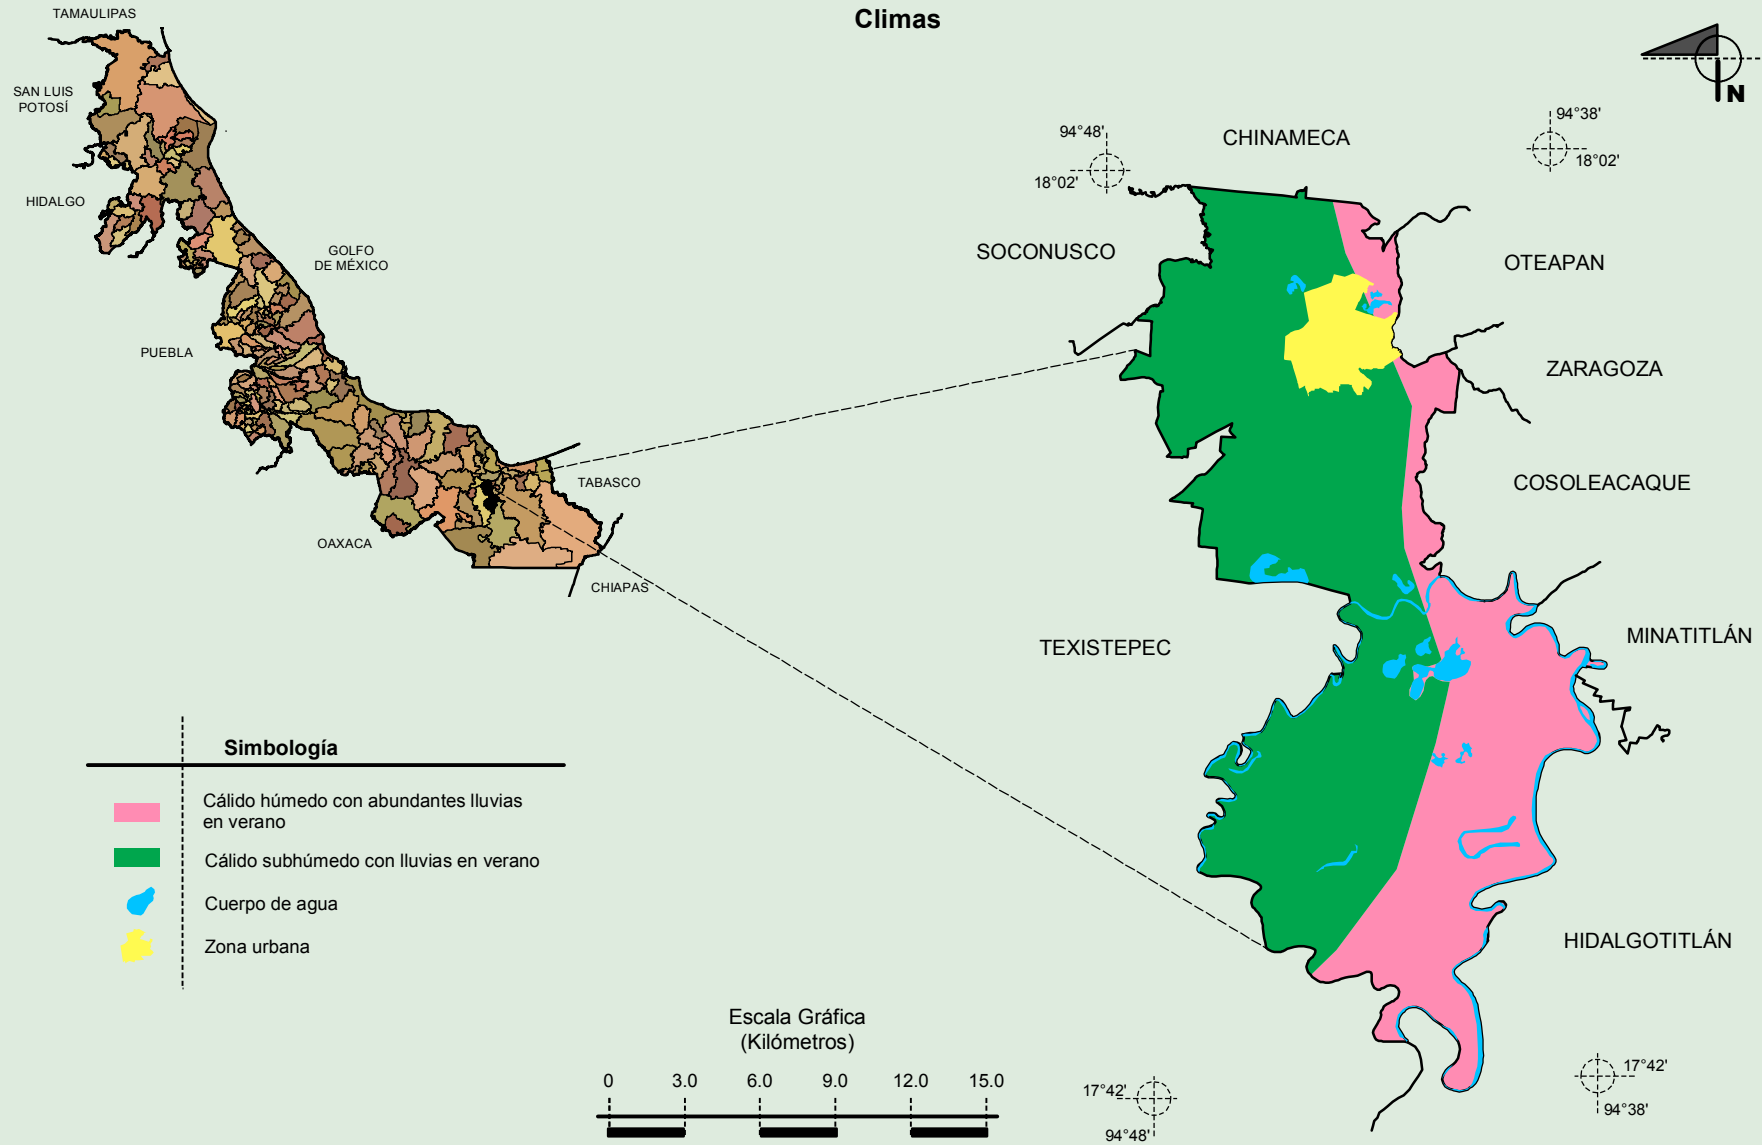 Climas
TAMAULIPAS
SAN LUIS
POTOSÍ
HIDALGO
GOLFO
DE MÉXICO
PUEBLA
OAXACA
TABASCO
CHIAPAS
N
94°48'
18°02'
CHINAMECA
94°38'
18°02'
SOCONUSCO
OTEAPAN
ZARAGOZA
COSOLEACAQUE
TEXISTEPEC
MINATITLÁN
HIDALGOTITLÁN
17°42'
94°48'
17°42'
94°38'
Simbología
Cálido húmedo con abundantes lluvias
en verano
Cálido subhúmedo con lluvias en verano
Cuerpo de agua
Zona urbana
Escala Gráfica
(Kilómetros)
0 3.0 6.0 9.0 12.0 15.0